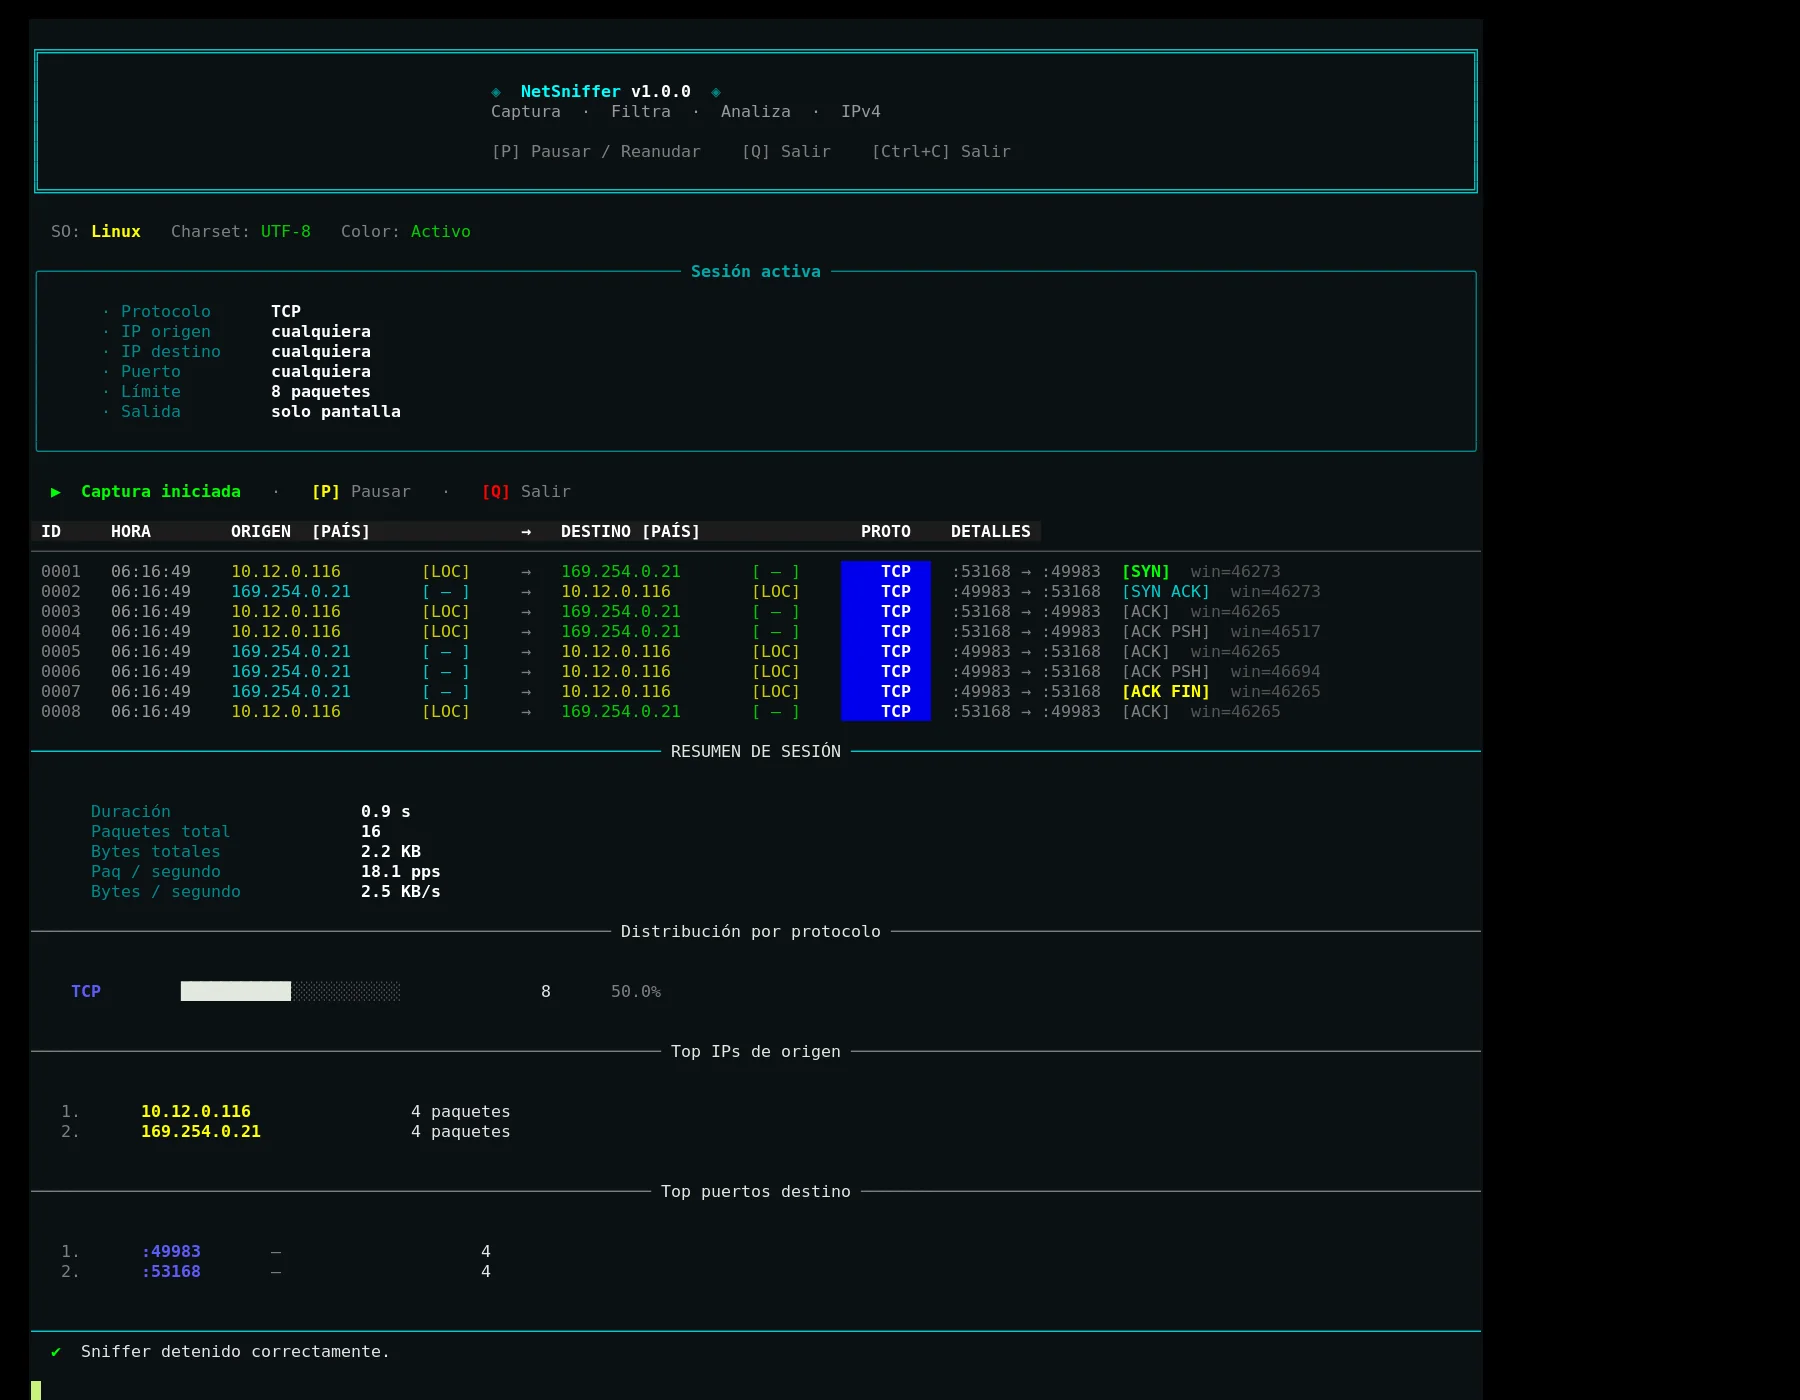 ◈  NetSniffer v1.0.0  ◈
Captura  ·  Filtra  ·  Analiza  ·  IPv4
[P] Pausar / Reanudar    [Q] Salir    [Ctrl+C] Salir
SO: Linux   Charset: UTF-8   Color: Activo
Sesión activa
· Protocolo      TCP
· IP origen      cualquiera
· IP destino     cualquiera
· Puerto         cualquiera
· Límite         8 paquetes
· Salida         solo pantalla
▶  Captura iniciada   ·   [P] Pausar   ·   [Q] Salir
ID     HORA        ORIGEN  [PAÍS]               →   DESTINO [PAÍS]                PROTO    DETALLES
0001   06:16:49    10.12.0.116        [LOC]     →   169.254.0.21       [ — ]        TCP    :53168 → :49983  [SYN]  win=46273
0002   06:16:49    169.254.0.21       [ — ]     →   10.12.0.116        [LOC]        TCP    :49983 → :53168  [SYN ACK]  win=46273
0003   06:16:49    10.12.0.116        [LOC]     →   169.254.0.21       [ — ]        TCP    :53168 → :49983  [ACK]  win=46265
0004   06:16:49    10.12.0.116        [LOC]     →   169.254.0.21       [ — ]        TCP    :53168 → :49983  [ACK PSH]  win=46517
0005   06:16:49    169.254.0.21       [ — ]     →   10.12.0.116        [LOC]        TCP    :49983 → :53168  [ACK]  win=46265
0006   06:16:49    169.254.0.21       [ — ]     →   10.12.0.116        [LOC]        TCP    :49983 → :53168  [ACK PSH]  win=46694
0007   06:16:49    169.254.0.21       [ — ]     →   10.12.0.116        [LOC]        TCP    :49983 → :53168  [ACK FIN]  win=46265
0008   06:16:49    10.12.0.116        [LOC]     →   169.254.0.21       [ — ]        TCP    :53168 → :49983  [ACK]  win=46265
RESUMEN DE SESIÓN
Duración                   0.9 s
Paquetes total             16
Bytes totales              2.2 KB
Paq / segundo              18.1 pps
Bytes / segundo            2.5 KB/s
Distribución por protocolo
TCP        8      50.0%
Top IPs de origen
1.      10.12.0.116                4 paquetes
2.      169.254.0.21               4 paquetes
Top puertos destino
1.      :49983       —                    4
2.      :53168       —                    4
✔  Sniffer detenido correctamente.